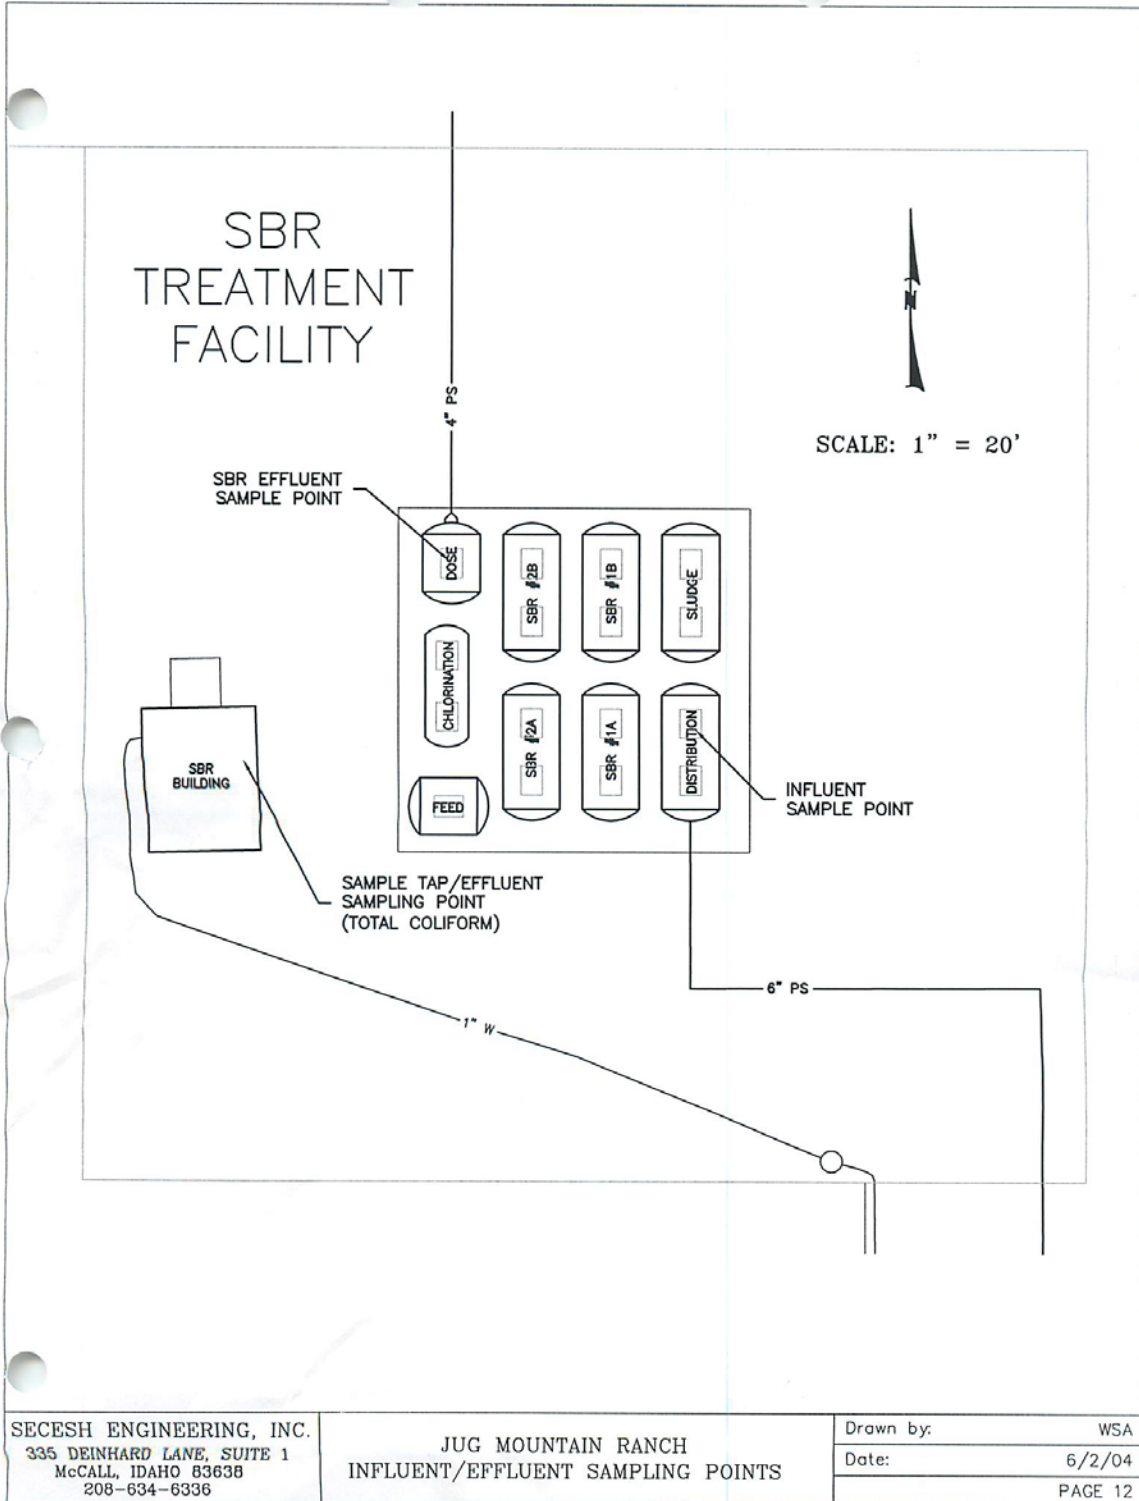 SBR
TREATMENT
FACILITY
N
SCALE: 1" = 20'
4" PS
SBR EFFLUENT
SAMPLE POINT
DOSE
SBR #2B
SBR #1B
SLUDGE
CHLORINATION
SBR #2A
SBR #1A
DISTRIBUTION
FEED
SBR
BUILDING
INFLUENT
SAMPLE POINT
SAMPLE TAP/EFFLUENT
SAMPLING POINT
(TOTAL COLIFORM)
6" PS
1" W
SECESH ENGINEERING, INC.
335 DEINHARD LANE, SUITE 1
McCALL, IDAHO 83638
208-634-6336
JUG MOUNTAIN RANCH
INFLUENT/EFFLUENT SAMPLING POINTS
Drawn by: WSA
Date: 6/2/04
PAGE 12